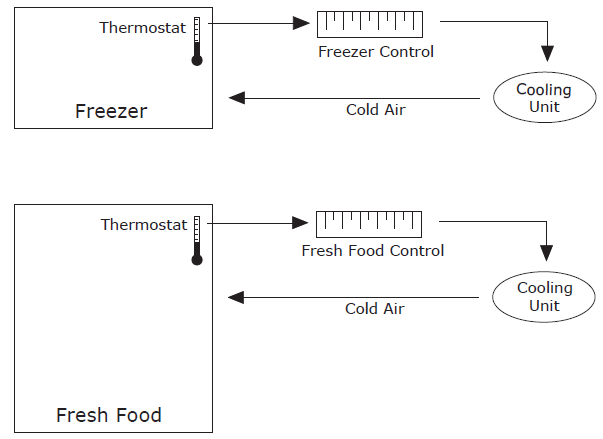 Thermostat
Freezer Control
Cooling
Unit
Cold Air
Freezer
Thermostat
Fresh Food Control
Cooling
Unit
Cold Air
Fresh Food